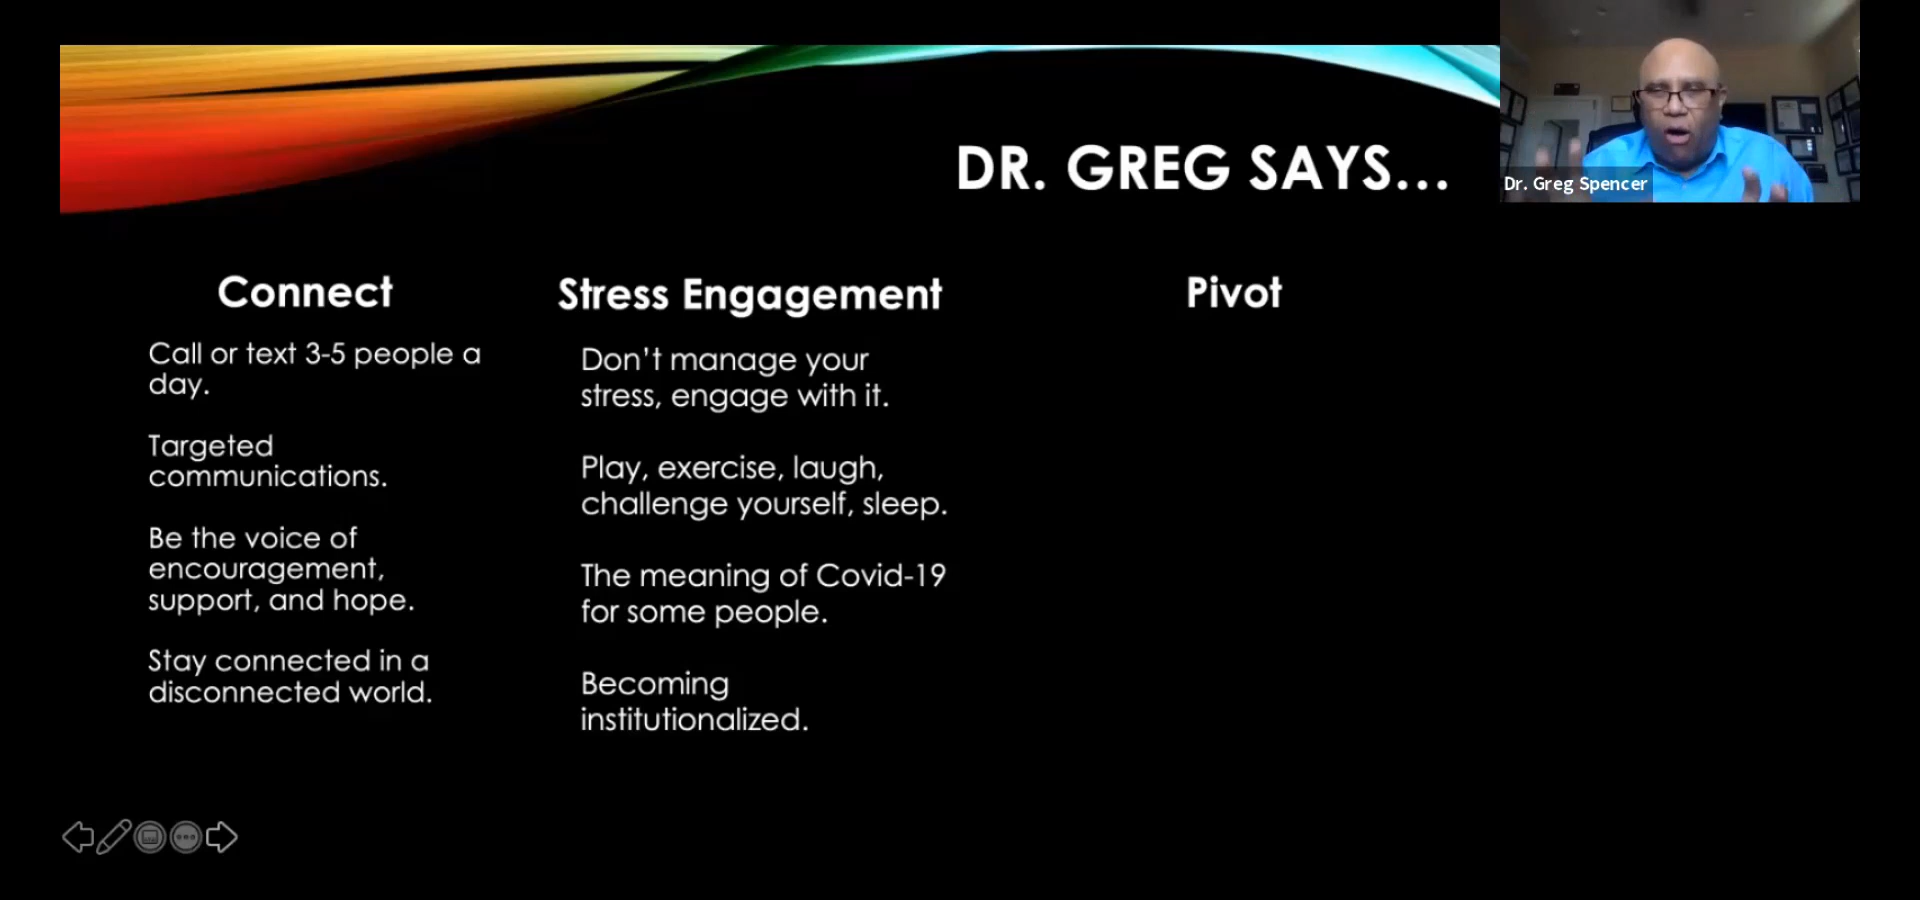 DR. GREG SAYS...
Dr. Greg Spencer
Connect
Call or text 3-5 people a
day.
Targeted
communications.
Be the voice of
encouragement,
support, and hope.
Stay connected in a
disconnected world.
Stress Engagement
Don't manage your
stress, engage with it.
Play, exercise, laugh,
challenge yourself, sleep.
The meaning of Covid-19
for some people.
Becoming
institutionalized.
Pivot